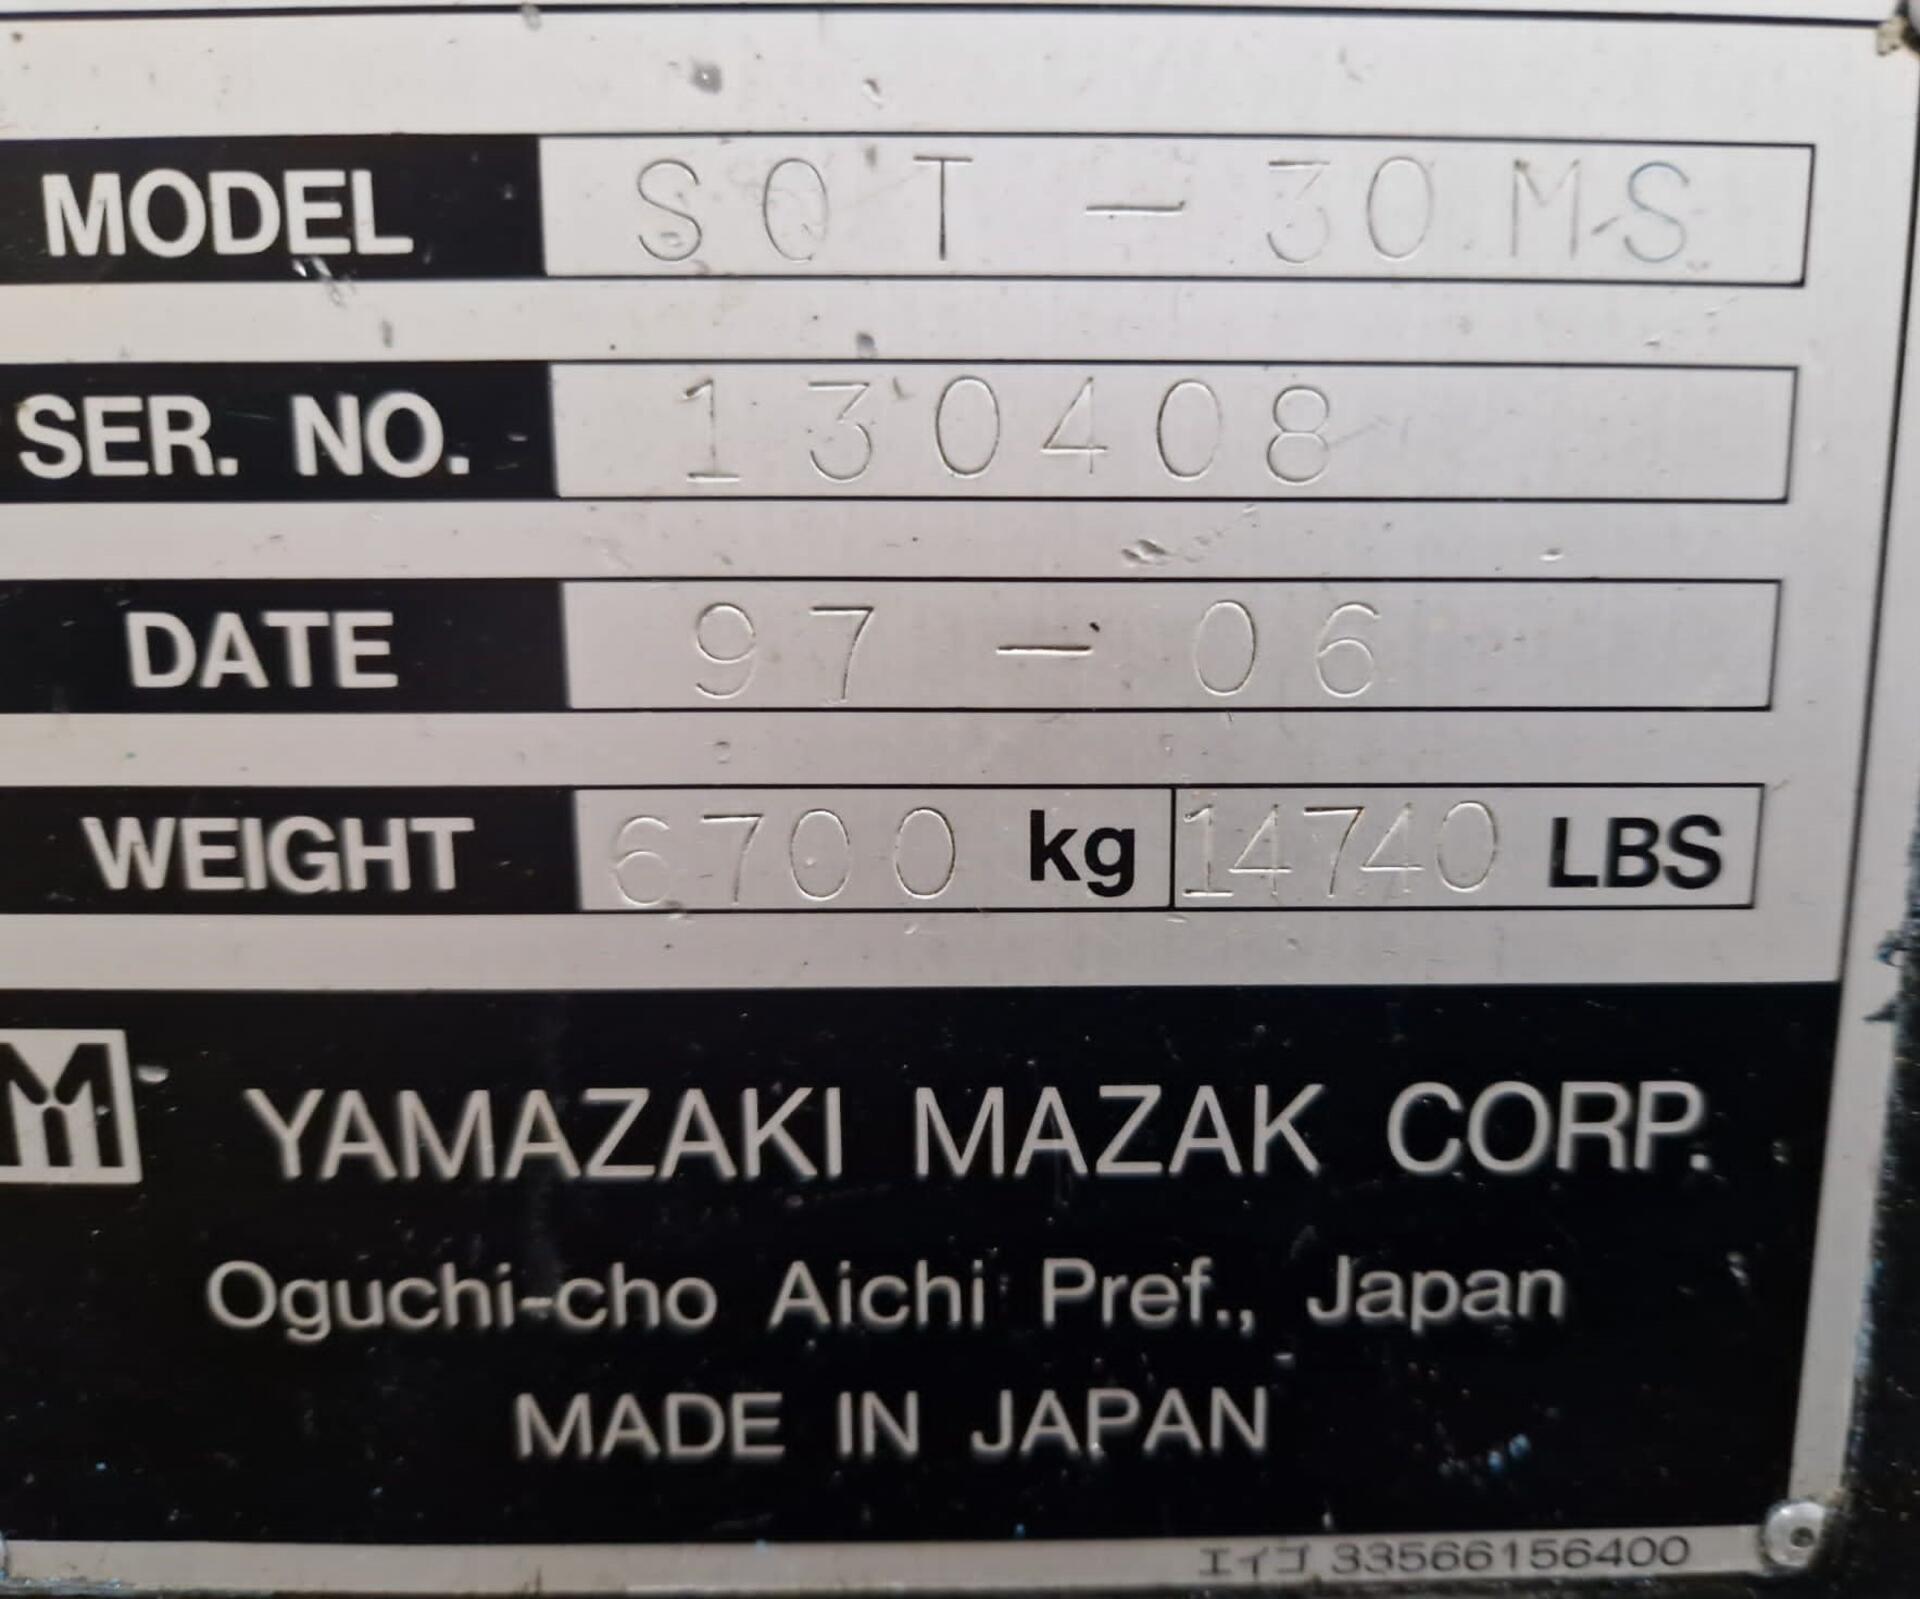 MODEL SQT-30MS
SER. NO. 130408
DATE 97-06
WEIGHT 6700 kg 14740 LBS
M YAMAZAKI MAZAK CORP.
Oguchi-cho Aichi Pref., Japan
MADE IN JAPAN
エイゴ 33566156400